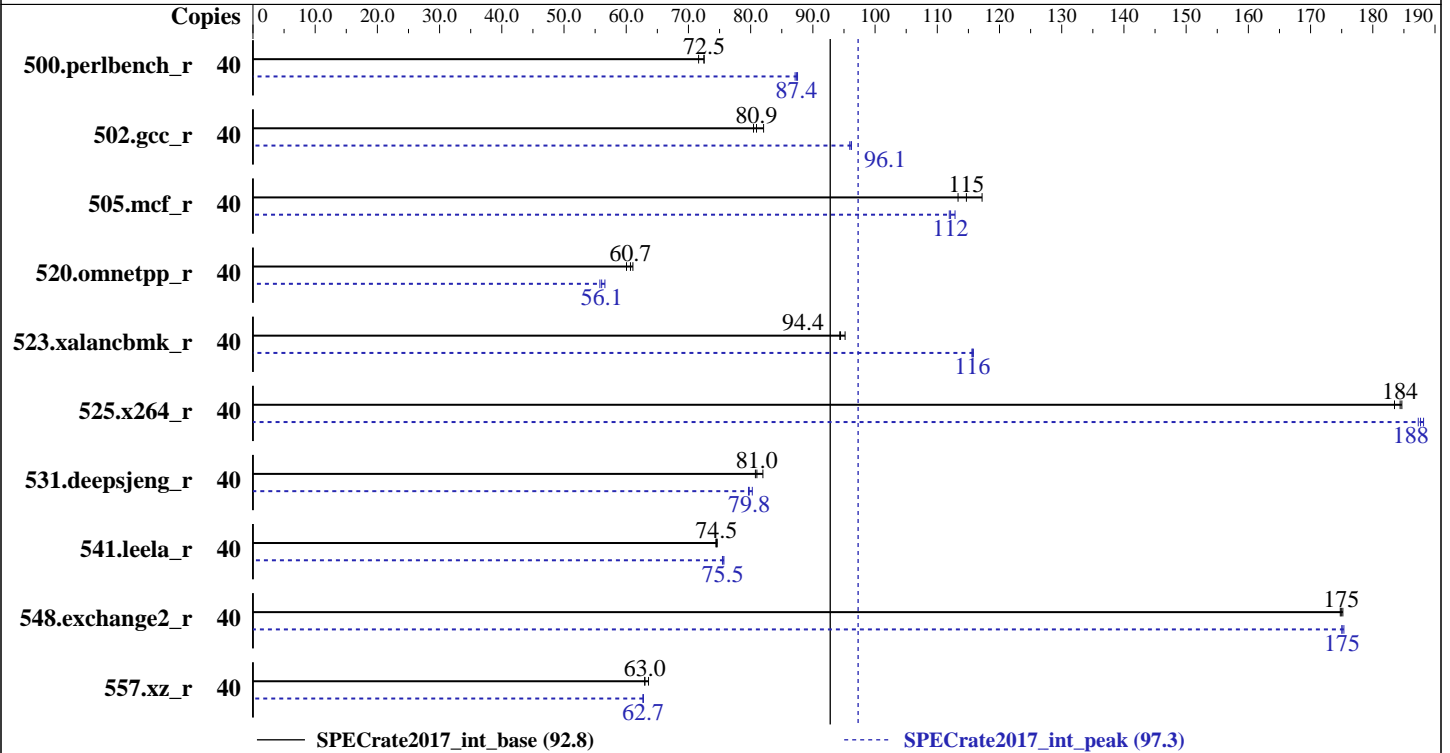 Copies 0 10.0 20.0 30.0 40.0 50.0 60.0 70.0 80.0 90.0 100 110 120 130 140 150 160 170 180 190
72.5
500.perlbench_r 40
87.4
80.9
502.gcc_r 40
96.1
115
505.mcf_r 40
112
60.7
520.omnetpp_r 40
56.1
94.4
523.xalancbmk_r 40
116
184
525.x264_r 40
188
81.0
531.deepsjeng_r 40
79.8
74.5
541.leela_r 40
75.5
175
548.exchange2_r 40
175
63.0
557.xz_r 40
62.7
SPECrate2017_int_base (92.8) SPECrate2017_int_peak (97.3)